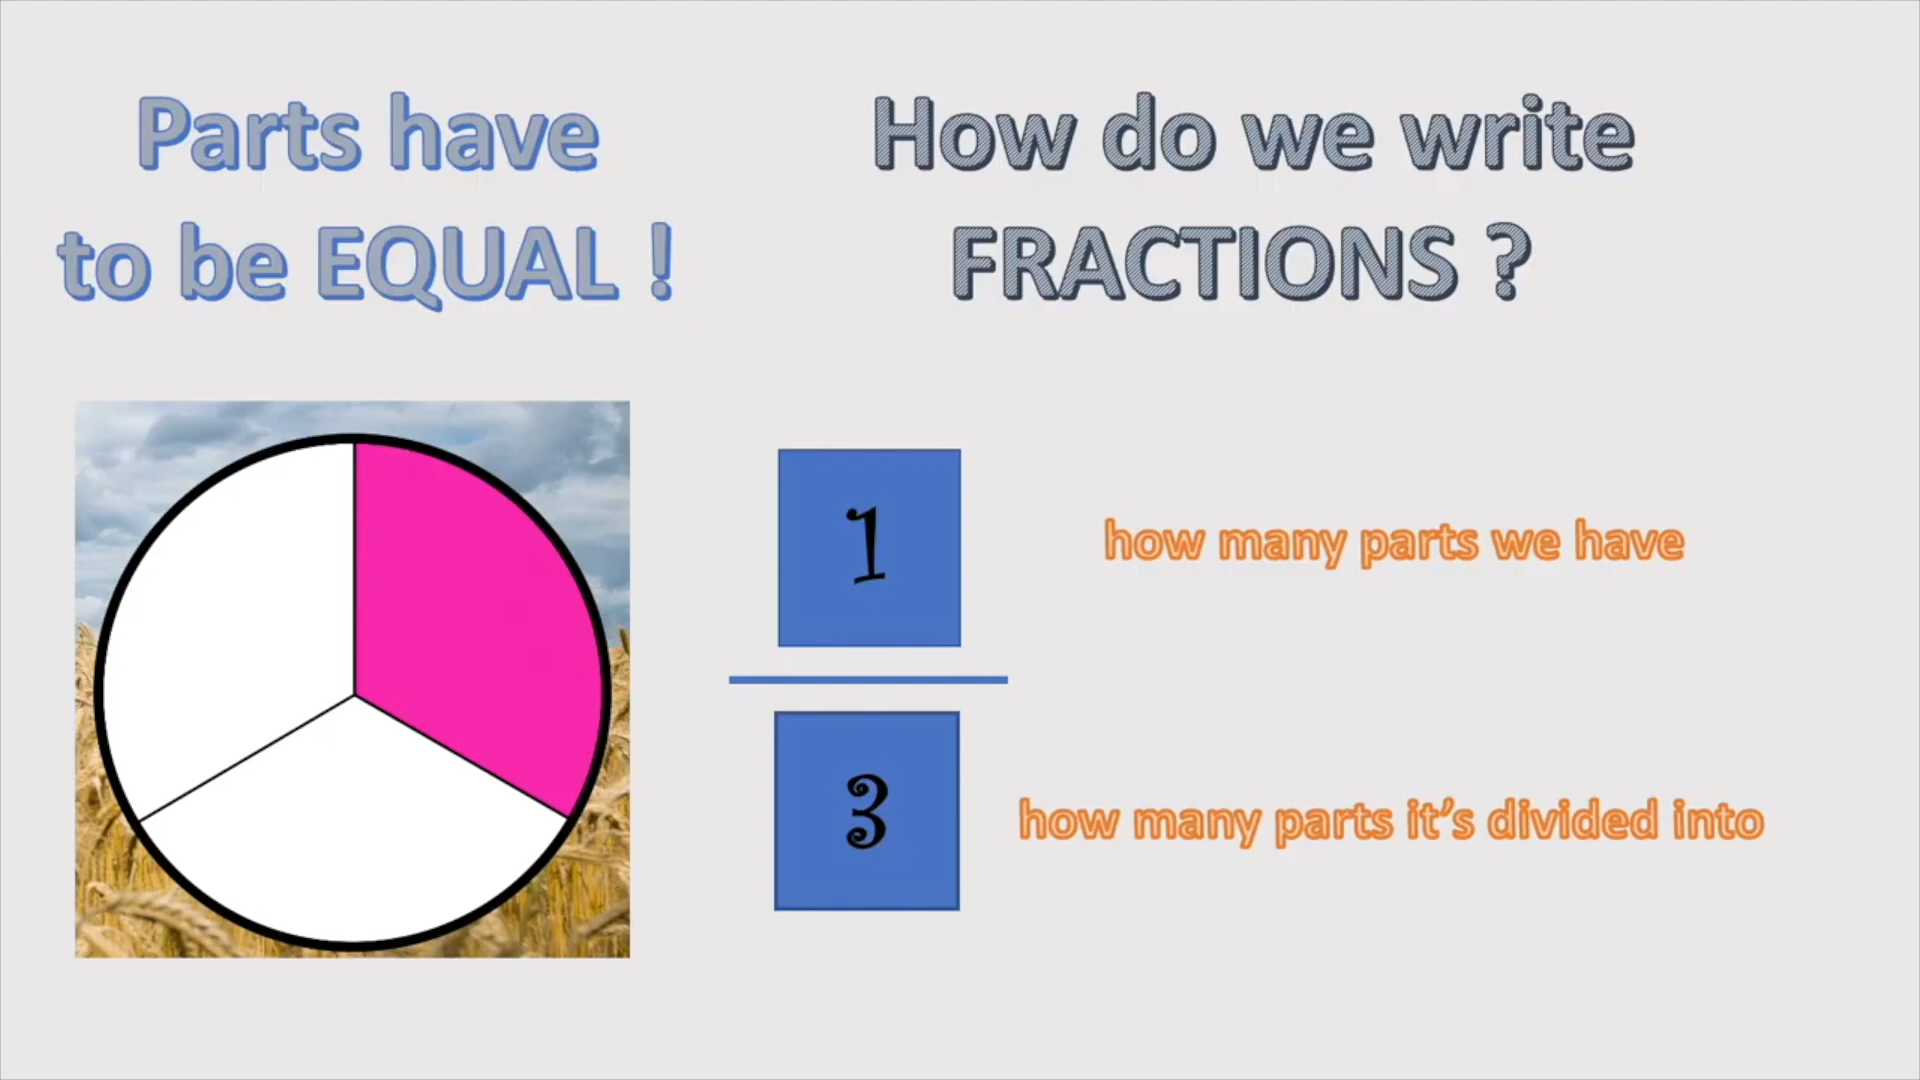 Parts have
to be EQUAL !
How do we write
FRACTIONS ?
1
how many parts we have
3
how many parts it’s divided into